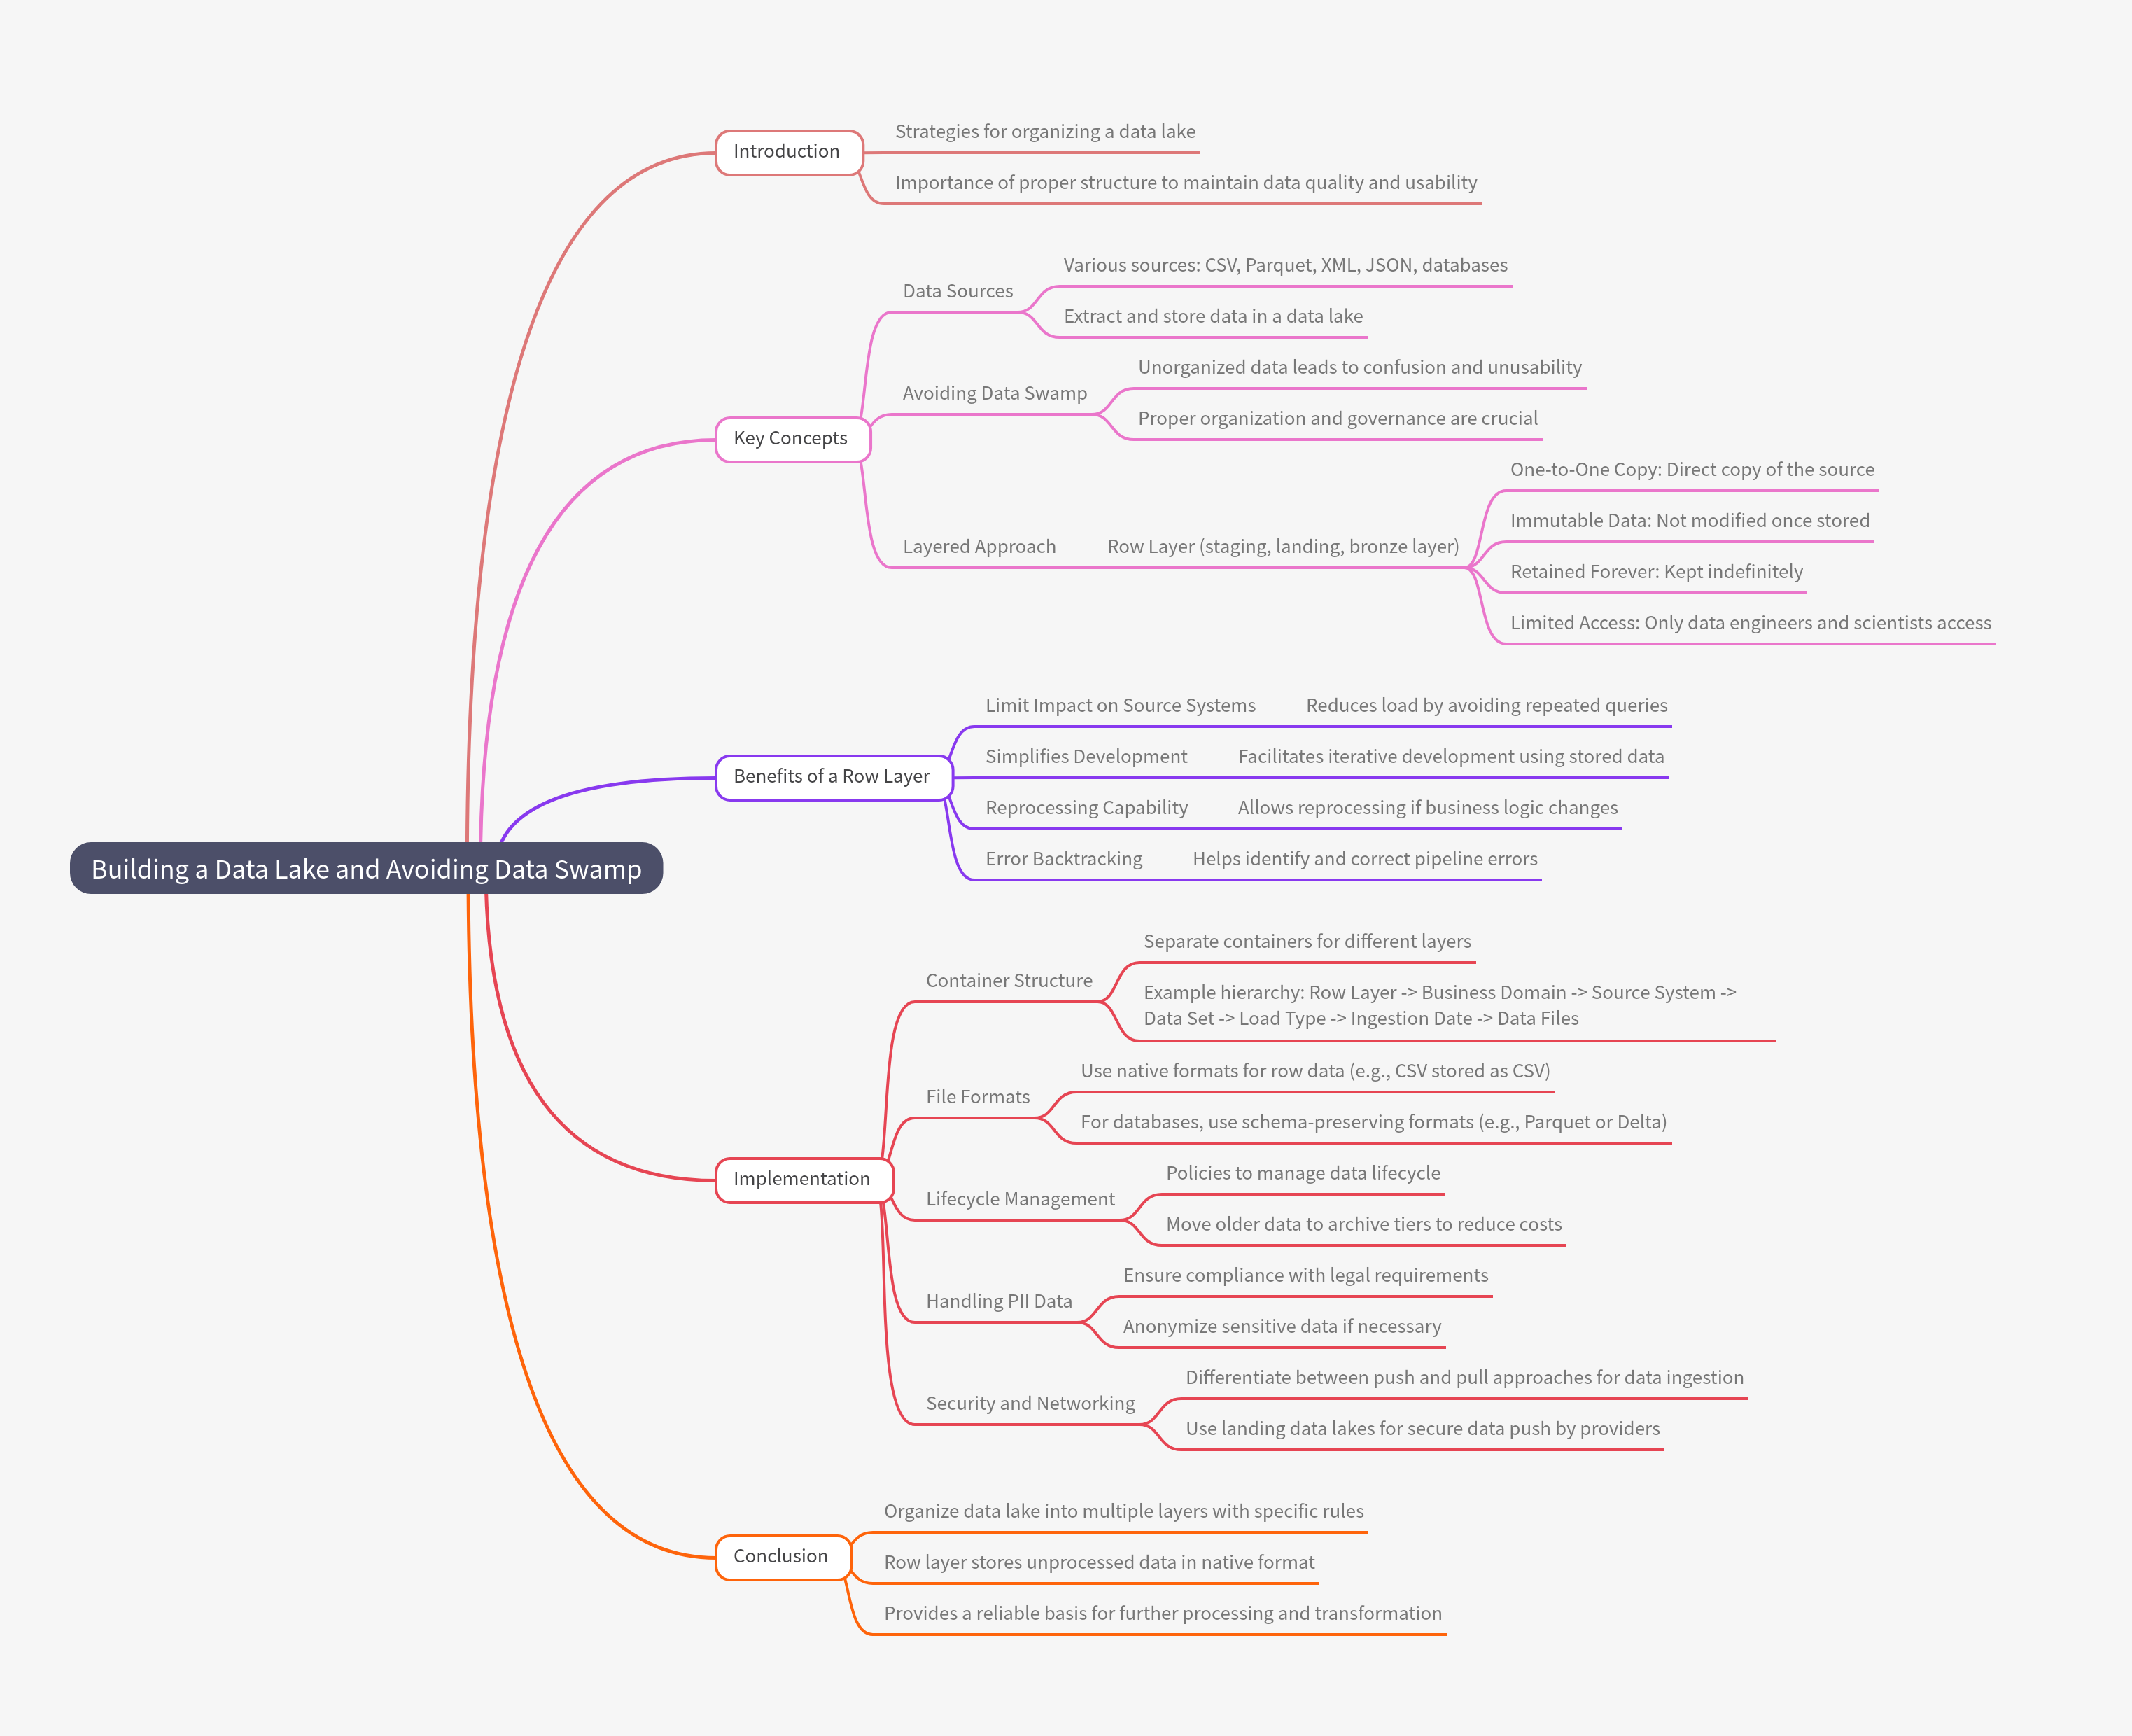 Building a Data Lake and Avoiding Data Swamp
Introduction
Strategies for organizing a data lake
Importance of proper structure to maintain data quality and usability
Key Concepts
Data Sources
Various sources: CSV, Parquet, XML, JSON, databases
Extract and store data in a data lake
Avoiding Data Swamp
Unorganized data leads to confusion and unusability
Proper organization and governance are crucial
Layered Approach
Row Layer (staging, landing, bronze layer)
One-to-One Copy: Direct copy of the source
Immutable Data: Not modified once stored
Retained Forever: Kept indefinitely
Limited Access: Only data engineers and scientists access
Benefits of a Row Layer
Limit Impact on Source Systems
Reduces load by avoiding repeated queries
Simplifies Development
Facilitates iterative development using stored data
Reprocessing Capability
Allows reprocessing if business logic changes
Error Backtracking
Helps identify and correct pipeline errors
Implementation
Container Structure
Separate containers for different layers
Example hierarchy: Row Layer -> Business Domain -> Source System ->
Data Set -> Load Type -> Ingestion Date -> Data Files
File Formats
Use native formats for row data (e.g., CSV stored as CSV)
For databases, use schema-preserving formats (e.g., Parquet or Delta)
Lifecycle Management
Policies to manage data lifecycle
Move older data to archive tiers to reduce costs
Handling PII Data
Ensure compliance with legal requirements
Anonymize sensitive data if necessary
Security and Networking
Differentiate between push and pull approaches for data ingestion
Use landing data lakes for secure data push by providers
Conclusion
Organize data lake into multiple layers with specific rules
Row layer stores unprocessed data in native format
Provides a reliable basis for further processing and transformation